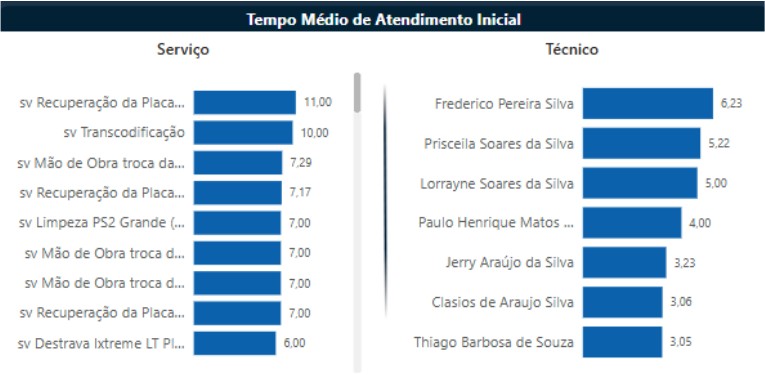 Tempo Médio de Atendimento Inicial
Serviço
sv Recuperação da Placa... 11,00
sv Transcodificação 10,00
sv Mão de Obra troca da... 7,29
sv Recuperação da Placa... 7,17
sv Limpeza PS2 Grande (... 7,00
sv Mão de Obra troca d... 7,00
sv Mão de Obra troca d... 7,00
sv Recuperação da Placa... 7,00
sv Destrava Ixtreme LT Pl... 6,00
Técnico
Frederico Pereira Silva 6,23
Prisceila Soares da Silva 5,22
Lorrayne Soares da Silva 5,00
Paulo Henrique Matos ... 4,00
Jerry Araújo da Silva 3,23
Clasios de Araujo Silva 3,06
Thiago Barbosa de Souza 3,05